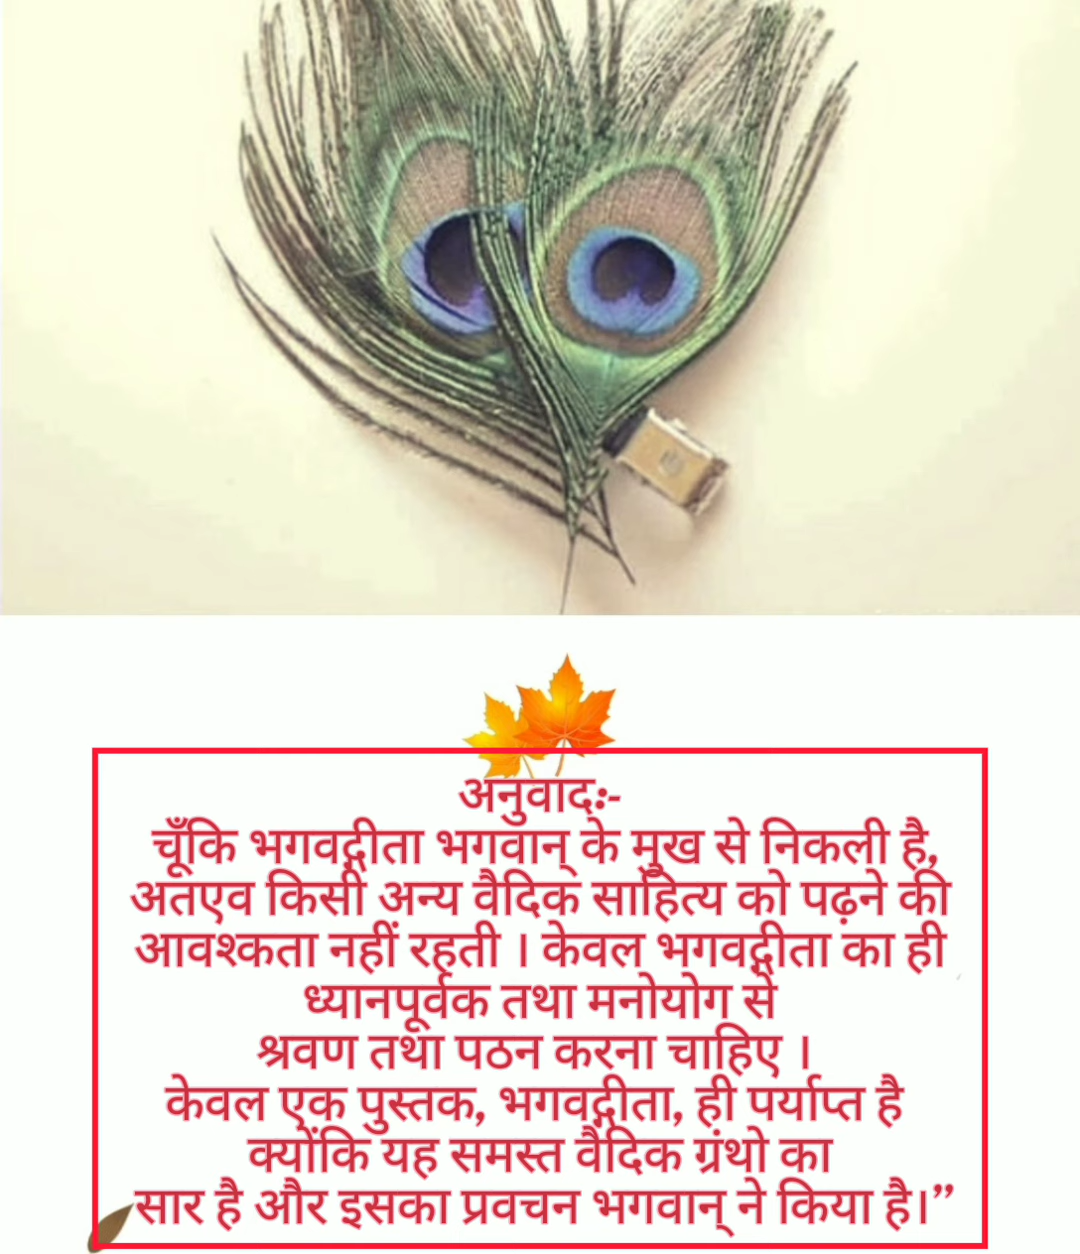 अनुवादः-
चूँकि भगवद्गीता भगवान् के मुख से निकली है,
अतएव किसी अन्य वैदिक साहित्य को पढ़ने की
आवश्कता नहीं रहती । केवल भगवद्गीता का ही
ध्यानपूर्वक तथा मनोयोग से
श्रवण तथा पठन करना चाहिए ।
केवल एक पुस्तक, भगवद्गीता, ही पर्याप्त है
क्योंकि यह समस्त वैदिक ग्रंथो का
सार है और इसका प्रवचन भगवान् ने किया है।”